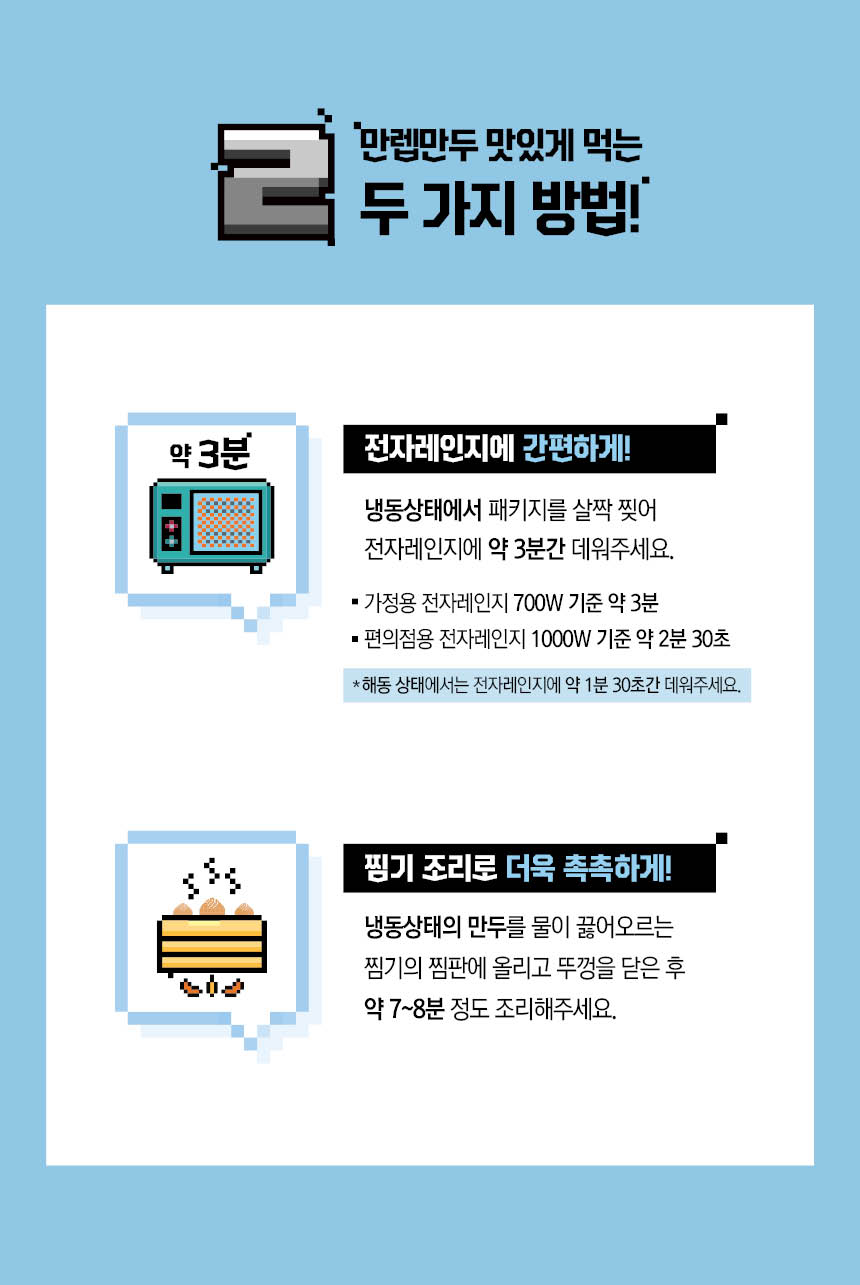 2
만렙만두 맛있게 먹는
두 가지 방법!
약 3분
전자레인지에 간편하게!
냉동상태에서 패키지를 살짝 찢어
전자레인지에 약 3분간 데워주세요.
▪ 가정용 전자레인지 700W 기준 약 3분
▪ 편의점용 전자레인지 1000W 기준 약 2분 30초
*해동 상태에서는 전자레인지에 약 1분 30초간 데워주세요.
찜기 조리로 더욱 촉촉하게!
냉동상태의 만두를 물이 끓어오르는
찜기의 찜판에 올리고 뚜껑을 닫은 후
약 7~8분 정도 조리해주세요.